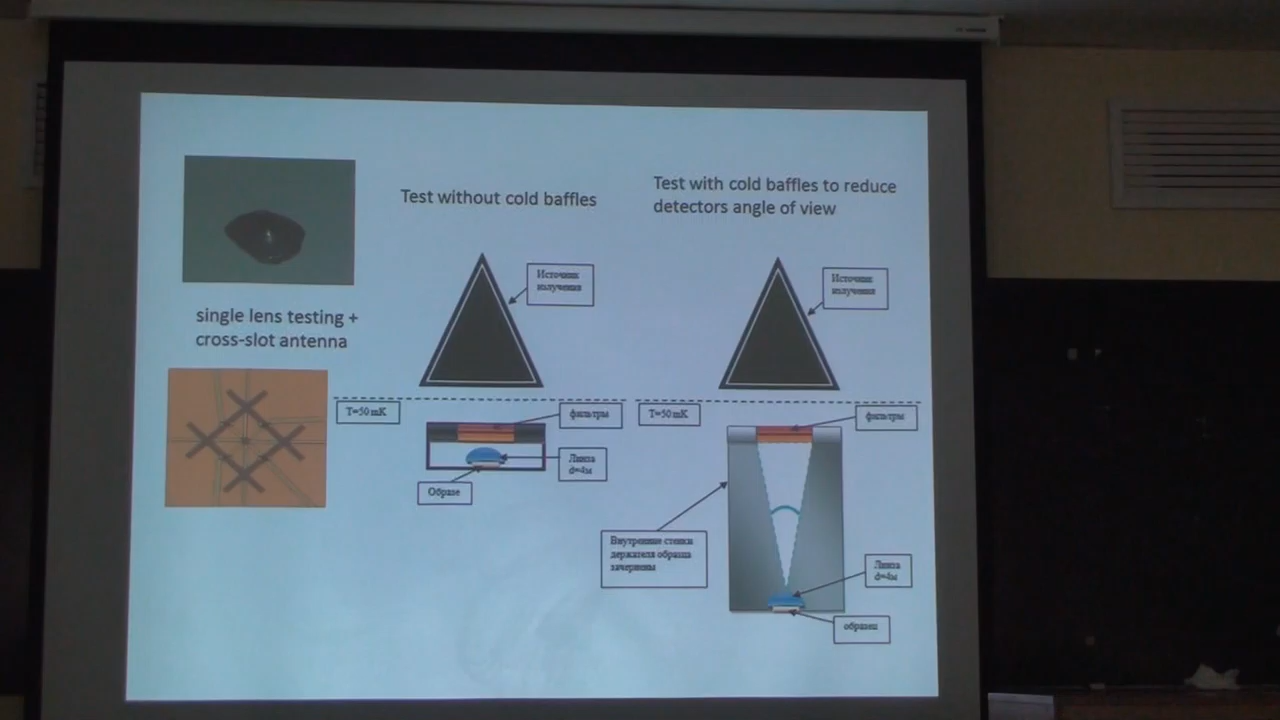 Test without cold baffles
Test with cold baffles to reduce
detectors angle of view
Источник
излучения
Источник
излучения
single lens testing +
cross-slot antenna
T=50 mK
фильтры
T=50 mK
фильтры
Линза
d=4м
Образе
Внутренние стенки
держателя образца
зачернены
Линза
d=4м
образец